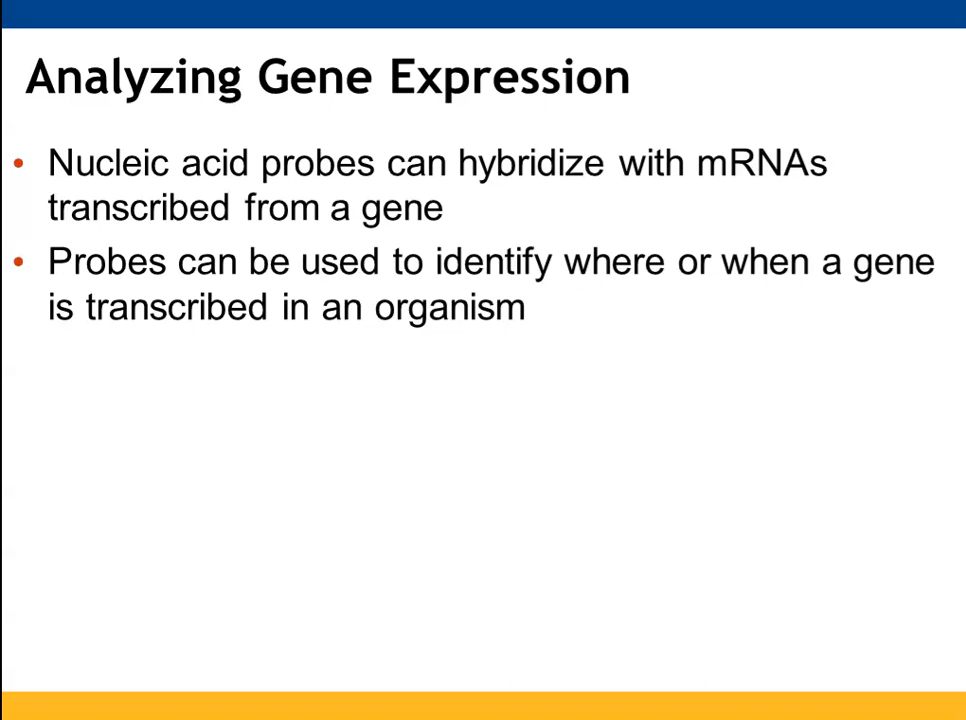 Analyzing Gene Expression
• Nucleic acid probes can hybridize with mRNAs
transcribed from a gene
• Probes can be used to identify where or when a gene
is transcribed in an organism